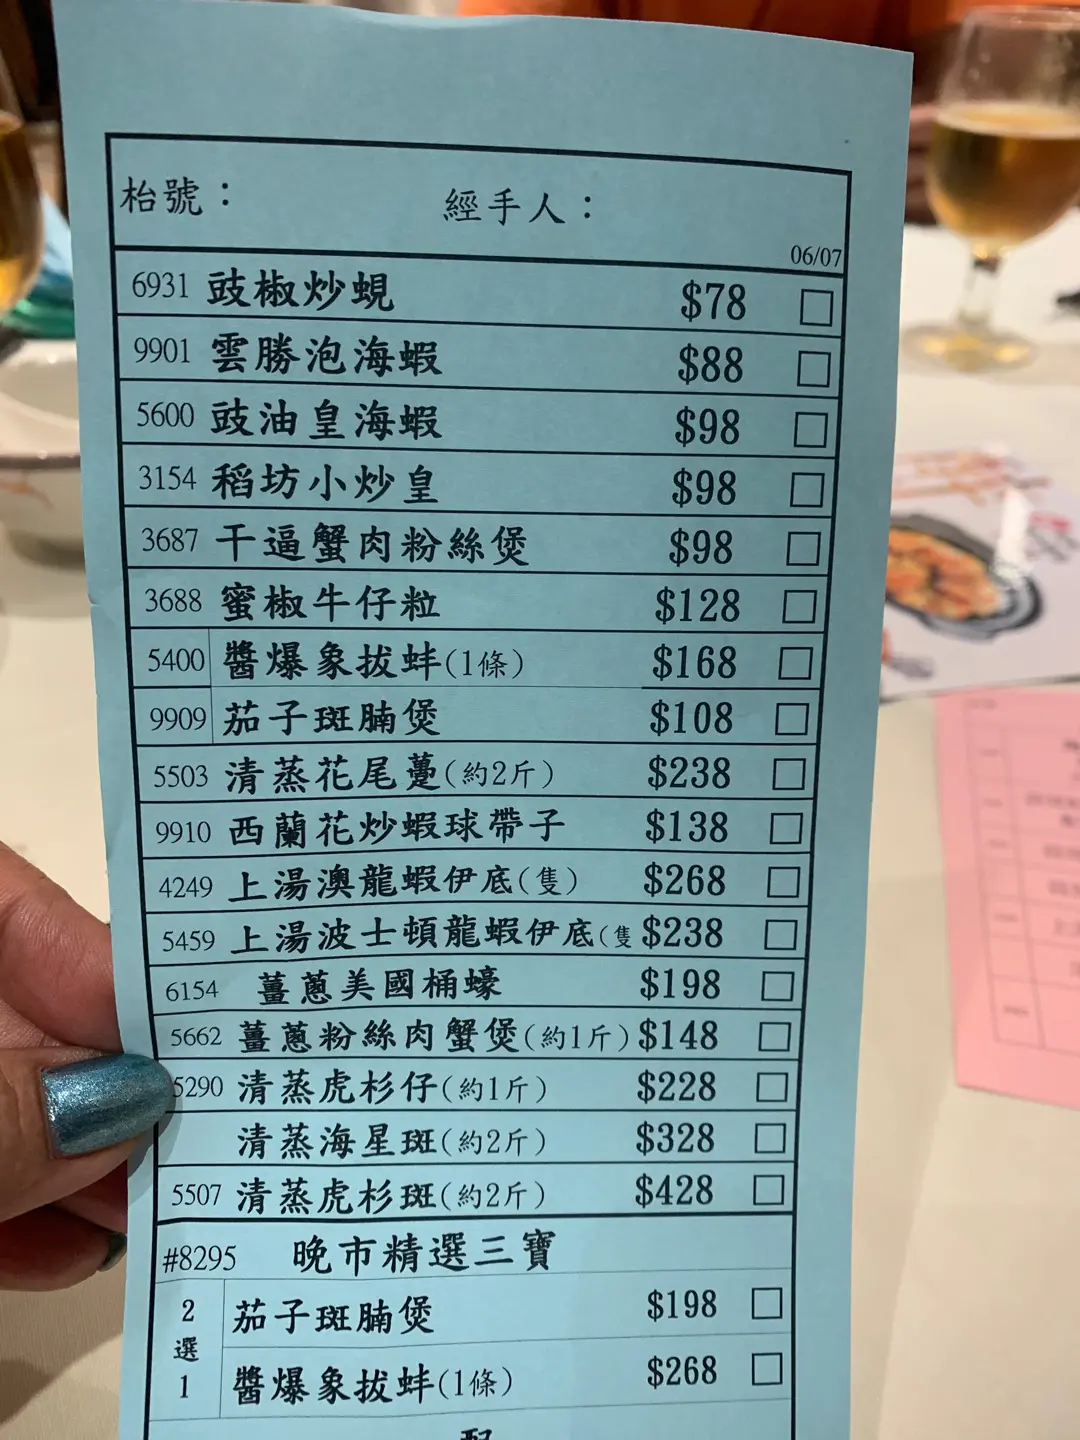 枱號：
經手人：
06/07
6931 豉椒炒蜆 $78
9901 雲勝泡海蝦 $88
5600 豉油皇海蝦 $98
3154 稻坊小炒皇 $98
3687 干逼蟹肉粉絲煲 $98
3688 蜜椒牛仔粒 $128
5400 醬爆象拔蚌(1條) $168
9909 茄子斑腩煲 $108
5503 清蒸花尾躉(約2斤) $238
9910 西蘭花炒蝦球帶子 $138
4249 上湯澳龍蝦伊底(隻) $268
5459 上湯波士頓龍蝦伊底(隻 $238
6154 薑蔥美國桶蠔 $198
5662 薑蔥粉絲肉蟹煲(約1斤) $148
5290 清蒸虎杉仔(約1斤) $228
清蒸海星斑(約2斤) $328
5507 清蒸虎杉斑(約2斤) $428
#8295 晚市精選三寶
2選1
茄子斑腩煲 $198
醬爆象拔蚌(1條) $268